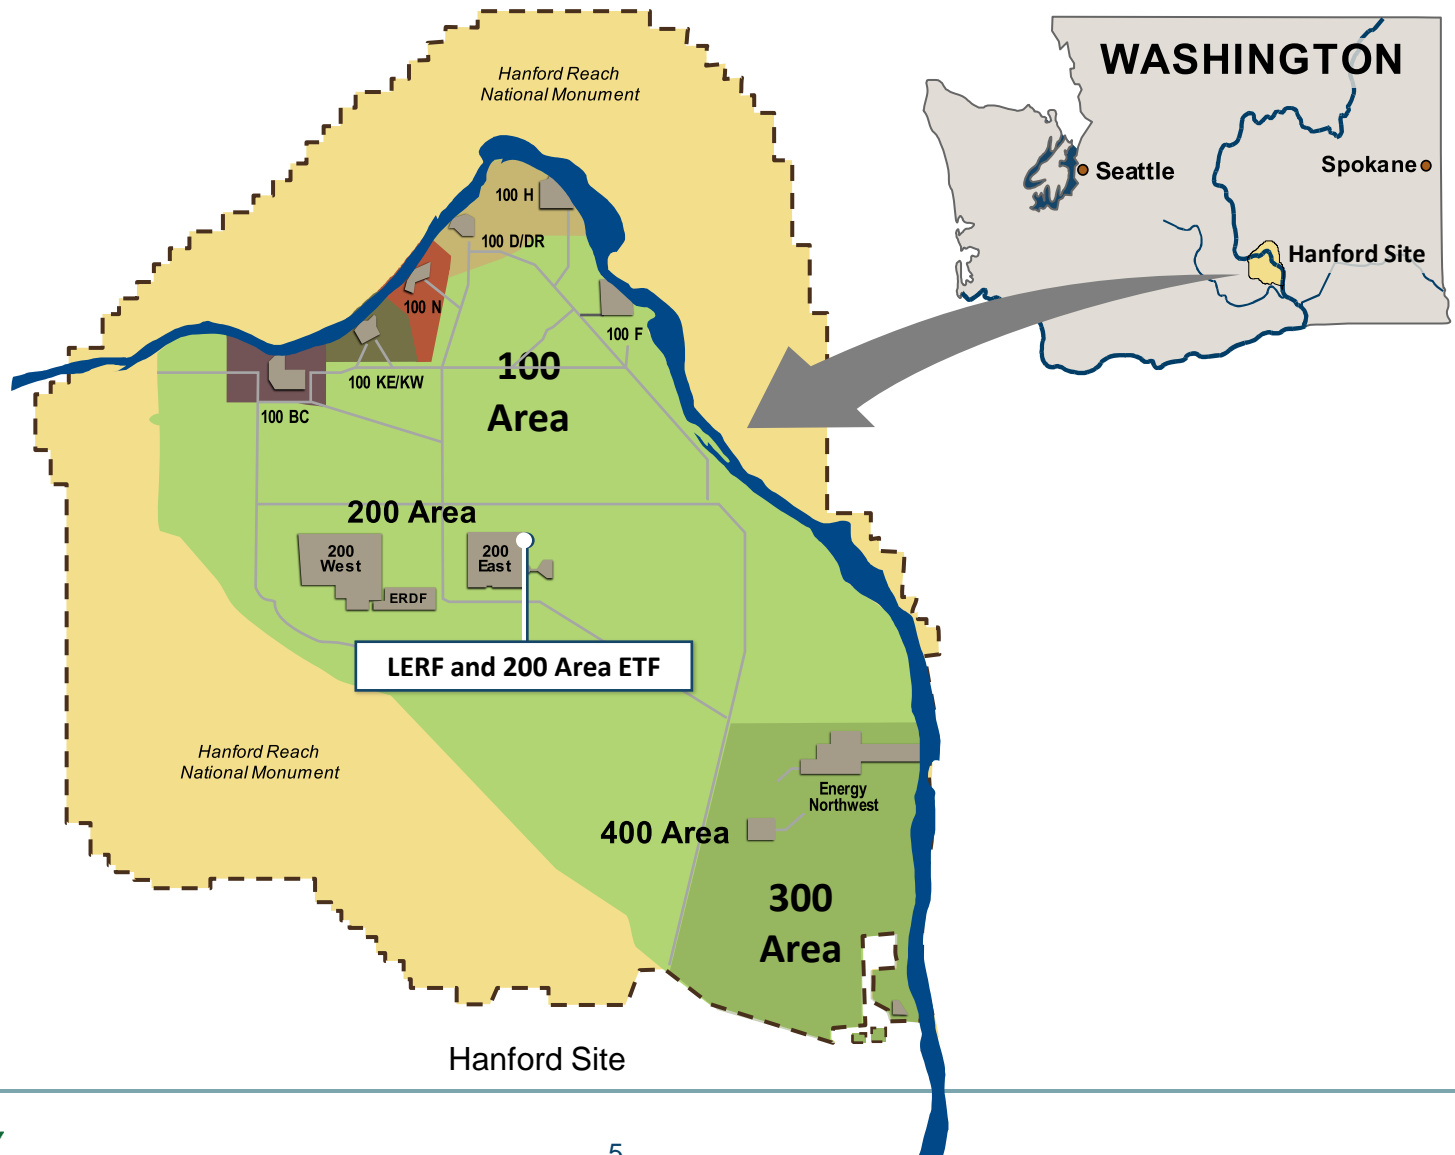 Hanford Reach
National Monument
WASHINGTON
Seattle
Spokane
Hanford Site
100 H
100 D/DR
100 N
100 F
100 KE/KW
100 BC
100
Area
200 Area
200
West
200
East
ERDF
LERF and 200 Area ETF
Hanford Reach
National Monument
Energy
Northwest
400 Area
300
Area
Hanford Site
5